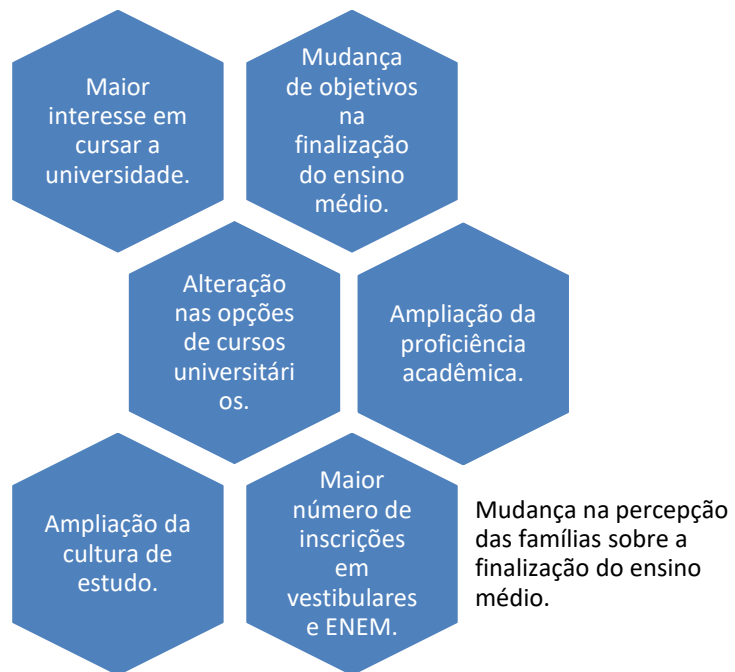 Maior
interesse em
cursar a
universidade.
Mudança
de objetivos
na
finalização
do ensino
médio.
Alteração
nas opções
de cursos
universitári
os.
Ampliação da
proficiência
acadêmica.
Ampliação da
cultura de
estudo.
Maior
número de
inscrições
em
vestibulares
e ENEM.
Mudança na percepção
das famílias sobre a
finalização do ensino
médio.